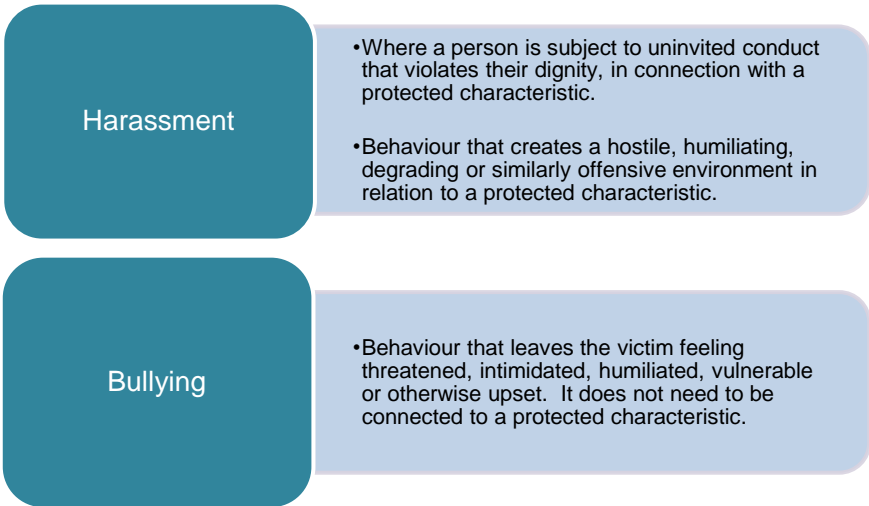 Harassment
•Where a person is subject to uninvited conduct
that violates their dignity, in connection with a
protected characteristic.
•Behaviour that creates a hostile, humiliating,
degrading or similarly offensive environment in
relation to a protected characteristic.
Bullying
•Behaviour that leaves the victim feeling
threatened, intimidated, humiliated, vulnerable
or otherwise upset.  It does not need to be
connected to a protected characteristic.